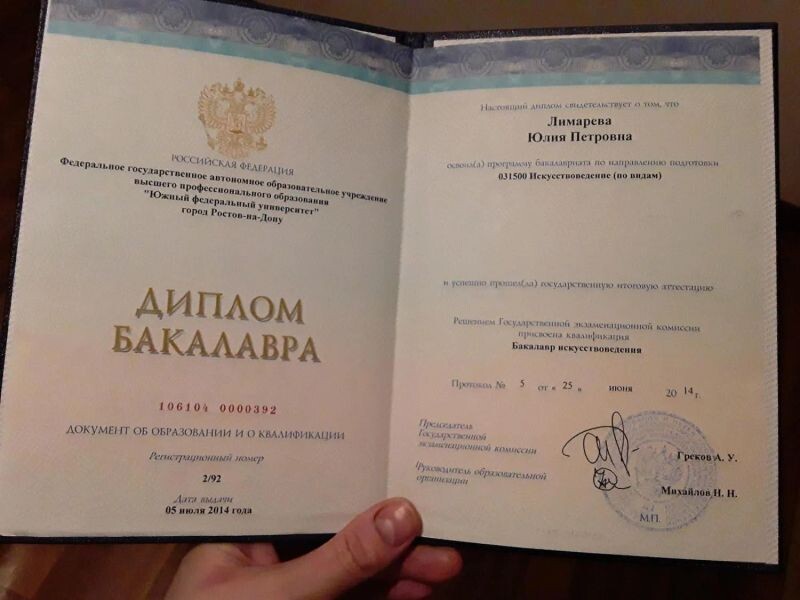 РОССИЙСКАЯ ФЕДЕРАЦИЯ
Федеральное государственное автономное образовательное учреждение
высшего профессионального образования
"Южный федеральный университет"
город Ростов-на-Дону
ДИПЛОМ
БАКАЛАВРА
106104 0000392
ДОКУМЕНТ ОБ ОБРАЗОВАНИИ И О КВАЛИФИКАЦИИ
Регистрационный номер
2/92
Дата выдачи
05 июля 2014 года
Настоящий диплом свидетельствует о том, что
Лимарева
Юлия Петровна
освоил(а) программу бакалавриата по направлению подготовки
031500 Искусствоведение (по видам)
и успешно прошел(ла) государственную итоговую аттестацию
Решением Государственной экзаменационной комиссии
присвоена квалификация
Бакалавр искусствоведения
Протокол № 5 от « 25 » июня 20 14 г.
Председатель
Государственной
экзаменационной комиссии
Греков А. У.
Руководитель образовательной
организации
Михайлов Н. Н.
М.П.